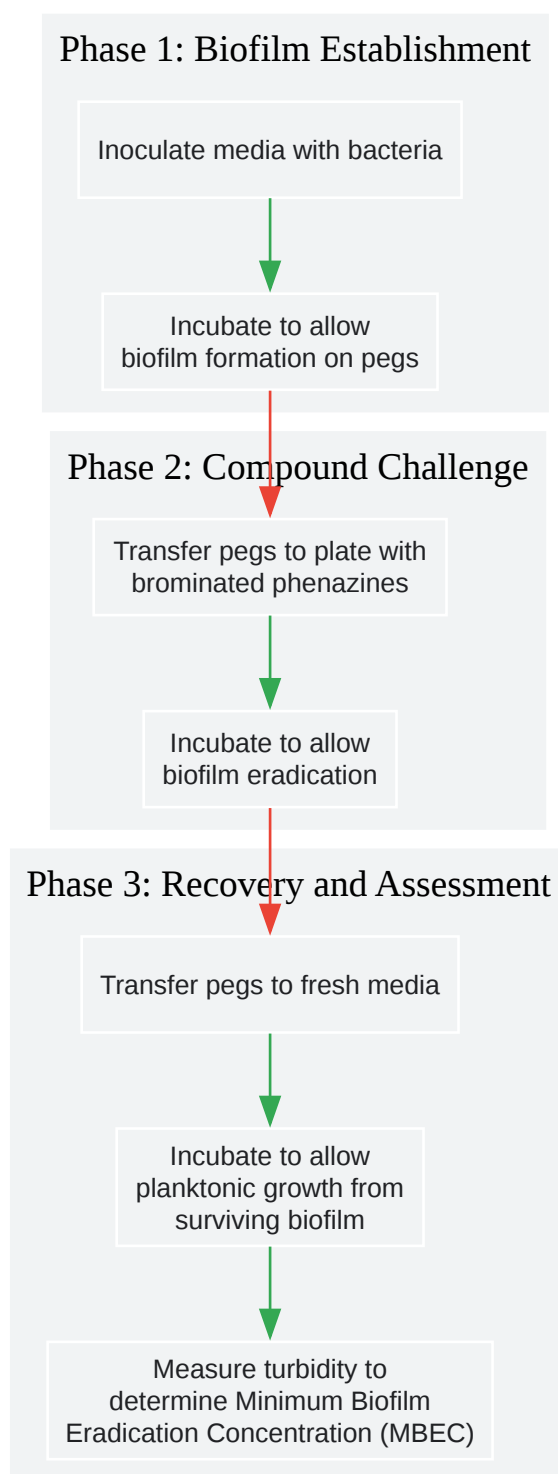 Phase 1: Biofilm Establishment
Inoculate media with bacteria
Incubate to allow
biofilm formation on pegs
Phase 2: Compound Challenge
Transfer pegs to plate with
brominated phenazines
Incubate to allow
biofilm eradication
Phase 3: Recovery and Assessment
Transfer pegs to fresh media
Incubate to allow
planktonic growth from
surviving biofilm
Measure turbidity to
determine Minimum Biofilm
Eradication Concentration (MBEC)